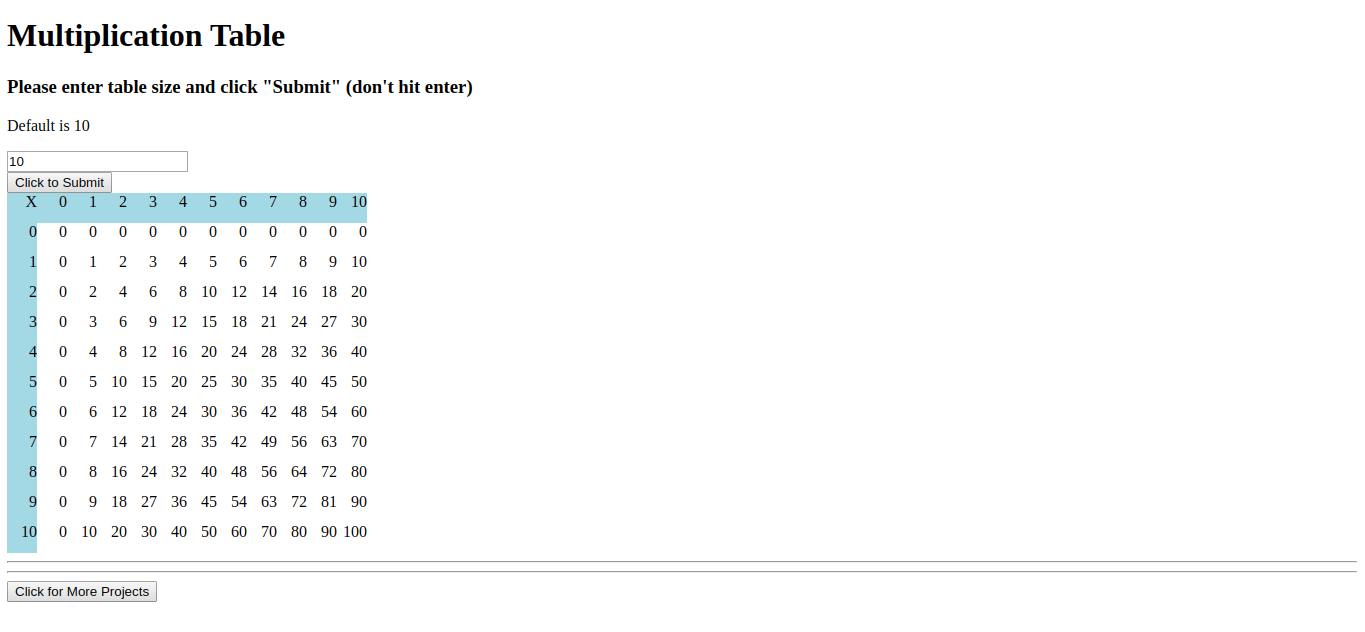 Multiplication Table
Please enter table size and click "Submit" (don't hit enter)
Default is 10
10
Click to Submit
X 0 1 2 3 4 5 6 7 8 9 10
0 0 0 0 0 0 0 0 0 0 0 0
1 0 1 2 3 4 5 6 7 8 9 10
2 0 2 4 6 8 10 12 14 16 18 20
3 0 3 6 9 12 15 18 21 24 27 30
4 0 4 8 12 16 20 24 28 32 36 40
5 0 5 10 15 20 25 30 35 40 45 50
6 0 6 12 18 24 30 36 42 48 54 60
7 0 7 14 21 28 35 42 49 56 63 70
8 0 8 16 24 32 40 48 56 64 72 80
9 0 9 18 27 36 45 54 63 72 81 90
10 0 10 20 30 40 50 60 70 80 90 100
Click for More Projects